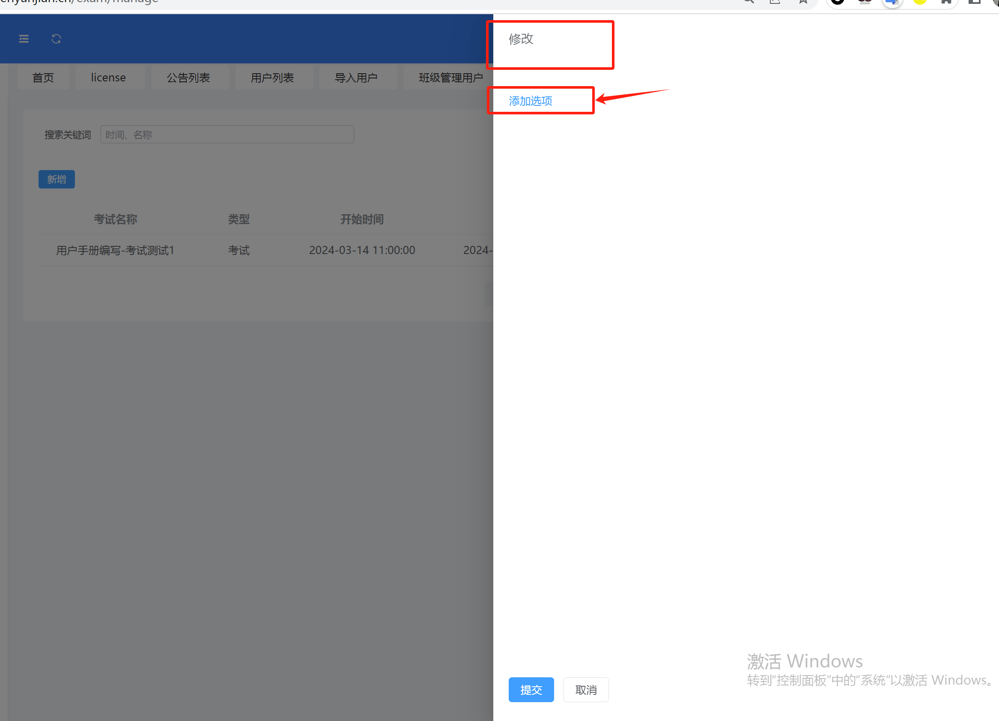 /exam/manage
修改
首页
license
公告列表
用户列表
导入用户
班级管理用户
添加选项
搜索关键词
时间、名称
新增
考试名称
类型
开始时间
用户手册编写-考试测试1
考试
2024-03-14 11:00:00
2024-
激活 Windows
转到"控制面板"中的"系统"以激活 Windows。
提交
取消